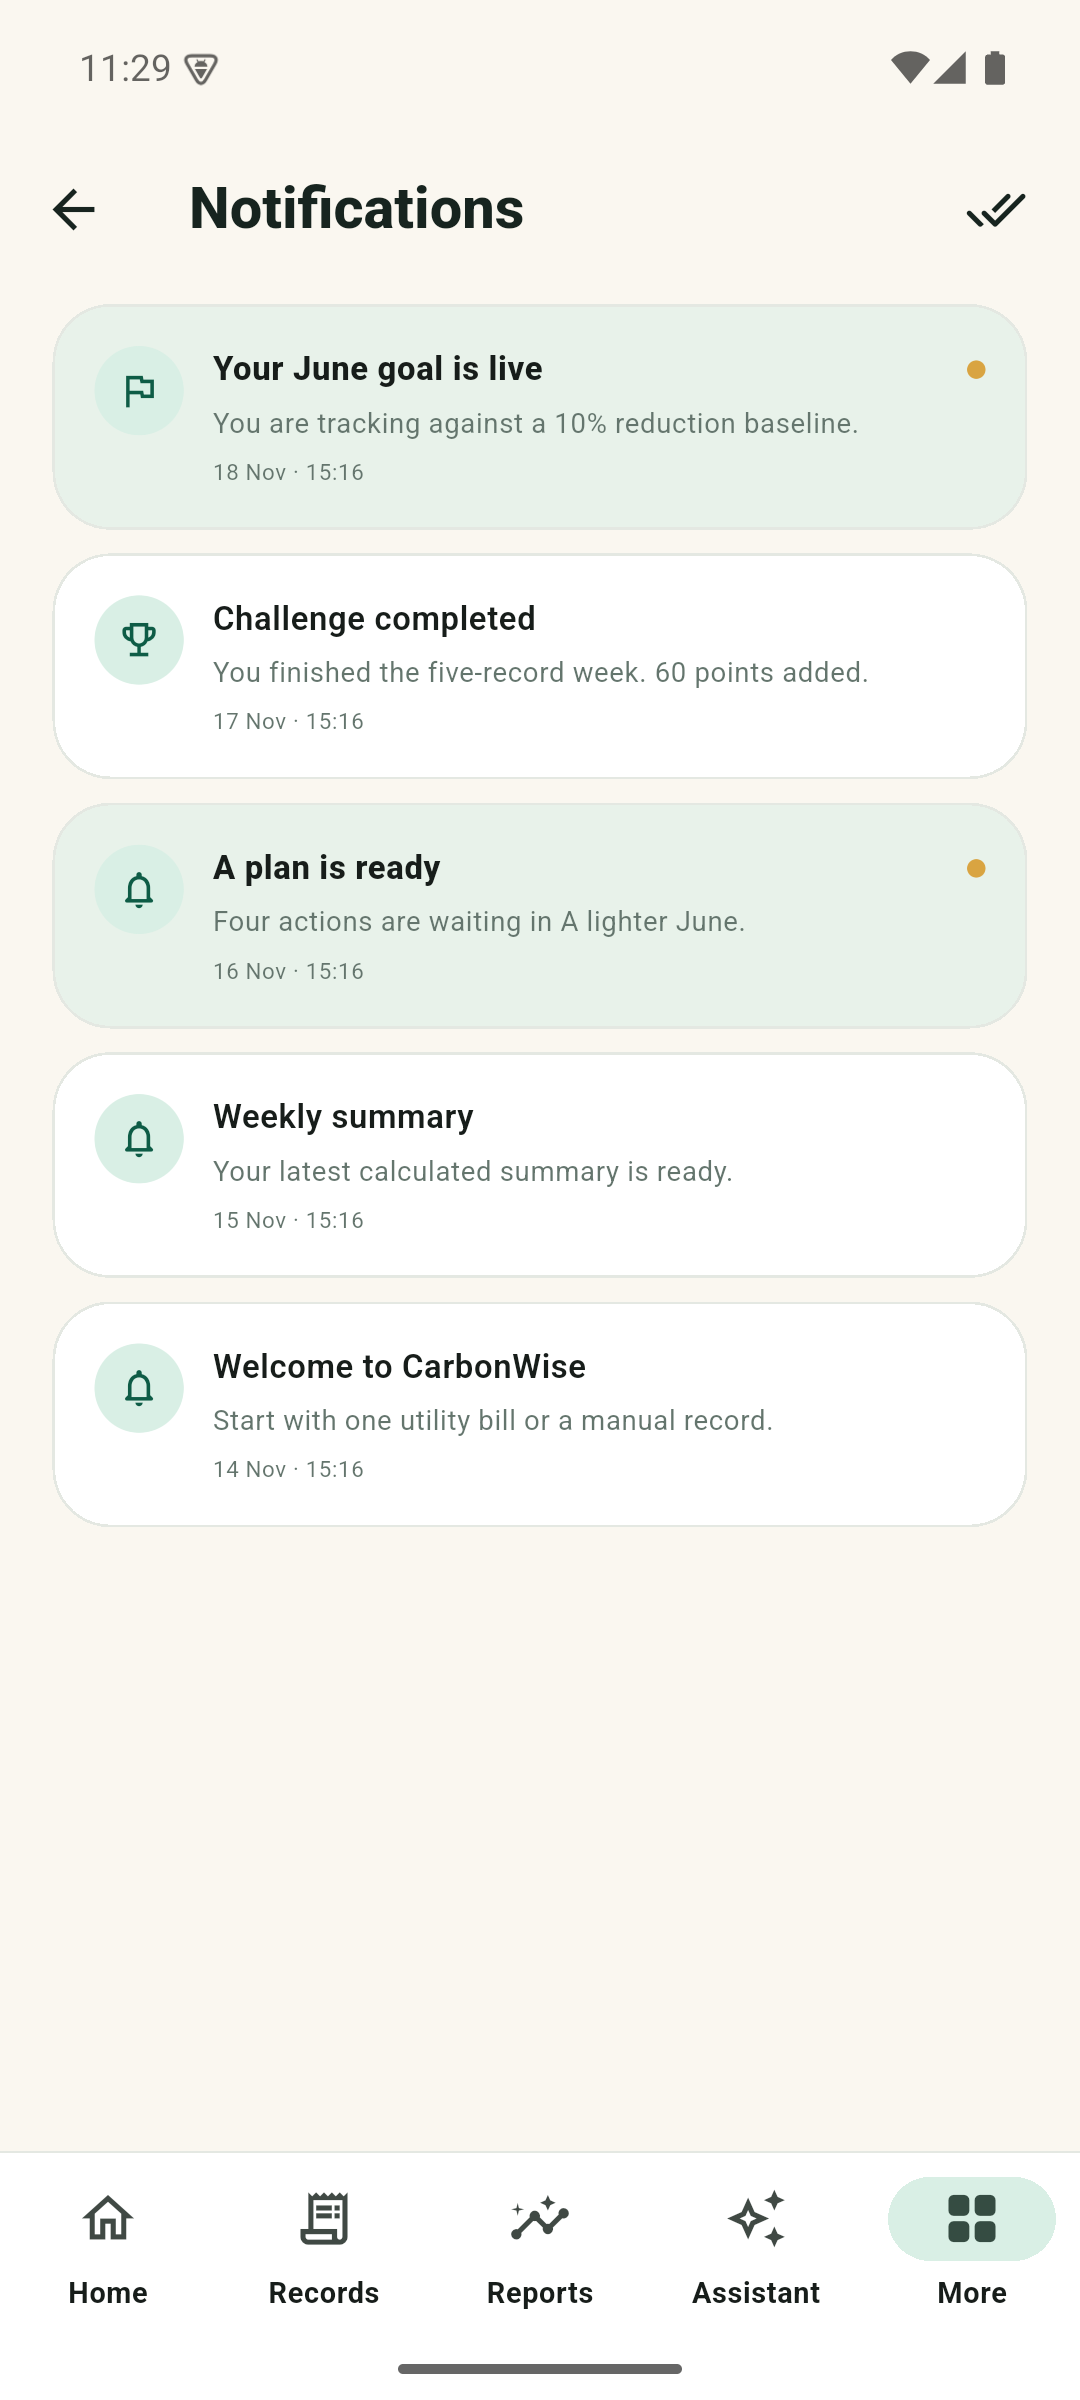 11:29
Notifications
Your June goal is live
You are tracking against a 10% reduction baseline.
18 Nov · 15:16
Challenge completed
You finished the five-record week. 60 points added.
17 Nov · 15:16
A plan is ready
Four actions are waiting in A lighter June.
16 Nov · 15:16
Weekly summary
Your latest calculated summary is ready.
15 Nov · 15:16
Welcome to CarbonWise
Start with one utility bill or a manual record.
14 Nov · 15:16
Home
Records
Reports
Assistant
More